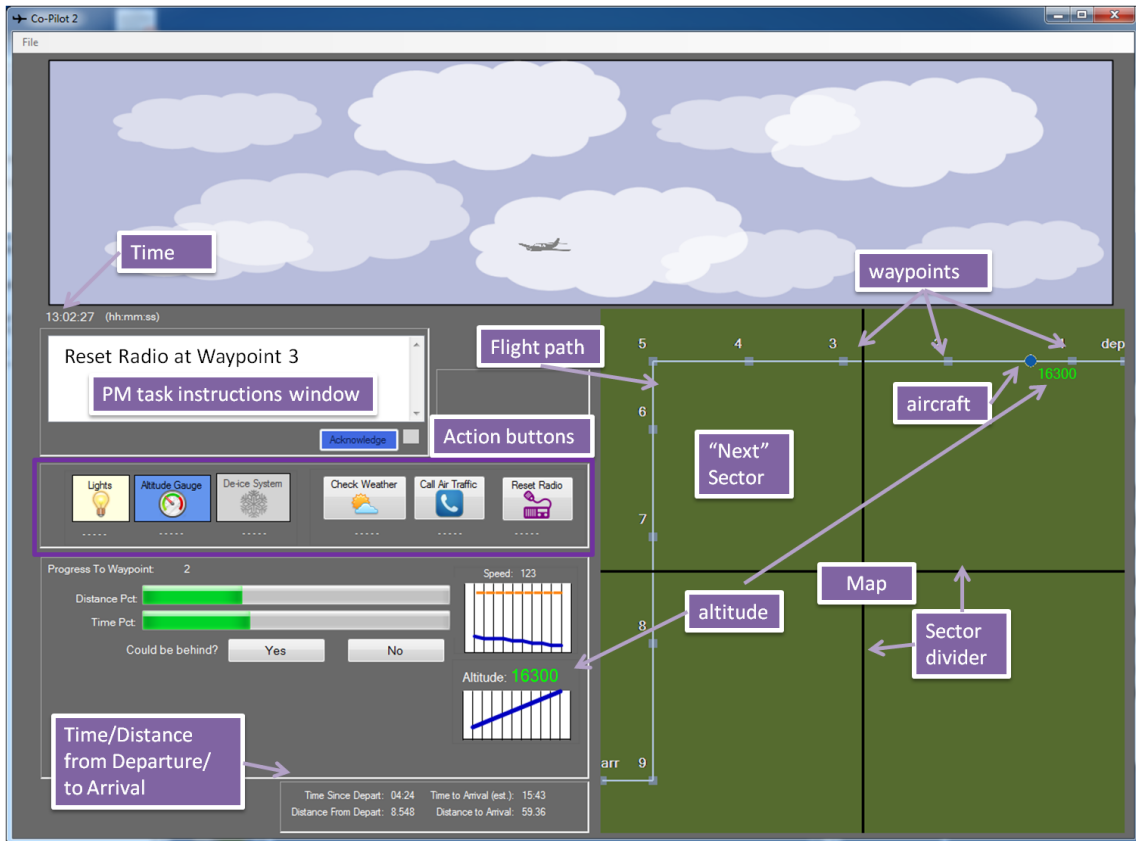 Co-Pilot 2
File
Time
waypoints
13:02:27 (hh:mm:ss)
Reset Radio at Waypoint 3
PM task instructions window
Acknowledge
Flight path
5 4 3 dep
16300
aircraft
6
Action buttons
"Next"
Sector
Lights
Altitude Gauge
De-ice System
Check Weather
Call Air Traffic
Reset Radio
----- ----- ----- ----- ----- -----
7
Progress To Waypoint: 2
Distance Pct:
Time Pct:
Could be behind? Yes No
Speed: 123
Map
altitude
8
Sector
divider
Altitude: 16300
Time/Distance
from Departure/
to Arrival
arr 9
Time Since Depart: 04:24 Time to Arrival (est.): 15:43
Distance From Depart: 8.548 Distance to Arrival: 59.36